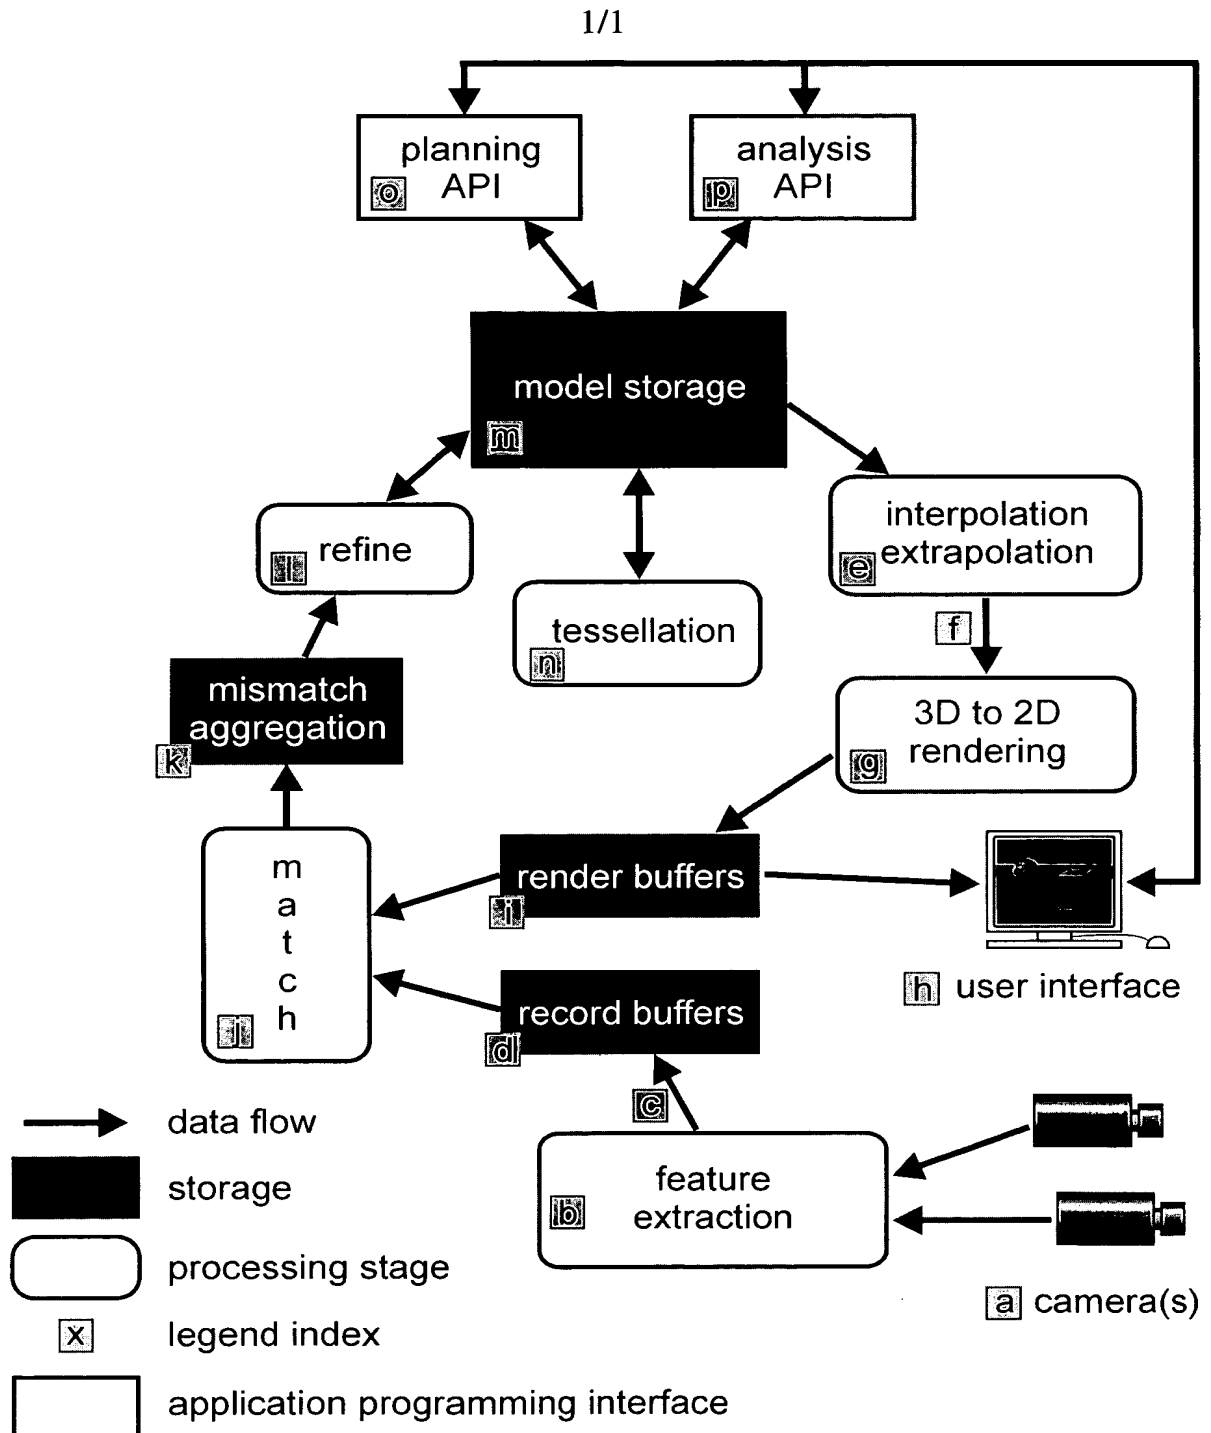 1/1
planning
API
o
analysis
API
p
model storage
m
refine
l
interpolation
extrapolation
e
tessellation
n
f
mismatch
aggregation
k
3D to 2D
rendering
g
m
a
t
c
h
j
render buffers
i
h user interface
record buffers
d
c
feature
extraction
b
a camera(s)
data flow
storage
processing stage
x legend index
application programming interface